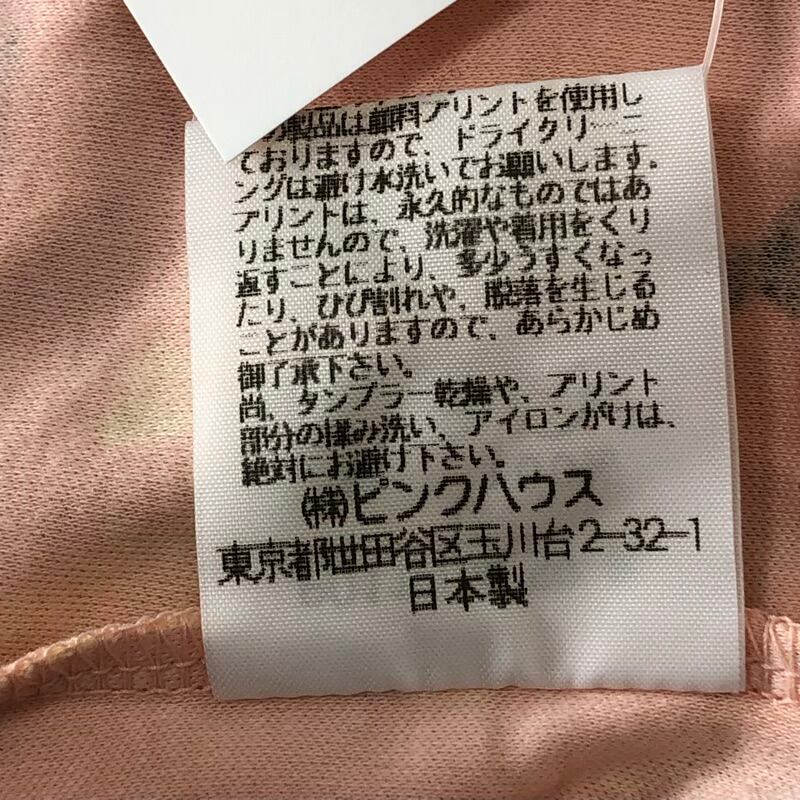 の製品は顔料プリントを使用し
ておりますので、ドライクリーニ
ングは避け水洗いでお願いします。
プリントは、永久的なものではあ
りませんので、洗濯や着用をくり
返すことにより、多少うすくなっ
たり、ひび割れや、脱落を生じる
ことがありますので、あらかじめ
御了承下さい。
尚、タンブラー乾燥や、プリント
部分の揉み洗い、アイロンがけは、
絶対にお避け下さい。
㈱ピンクハウス
東京都世田谷区玉川台2-32-1
日本製